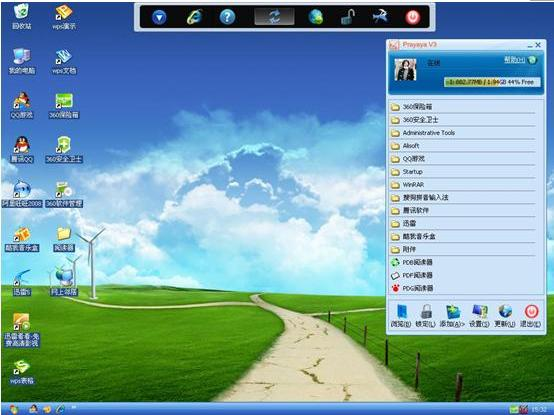 回收站
wps演示
我的电脑
wps文档
QQ游戏
360保险箱
腾讯QQ
360安全卫士
阿里旺旺2008
360软件管理
酷我音乐盒
阅读器
迅雷5
网上邻居
迅雷看看-免
费高清影视
wps表格
Prayaya V3
在线
帮助(H)
882.77MB / 1.94GB 44% Free
360保险箱
360安全卫士
Administrative Tools
Alisoft
QQ游戏
Startup
WinRAR
搜狗拼音输入法
腾讯软件
迅雷
酷我音乐盒
附件
PDB阅读器
PDF阅读器
PDG阅读器
浏览(B) 锁定(L) 添加(A)> 设置(S) 更新(U) 退出(E)
15:32